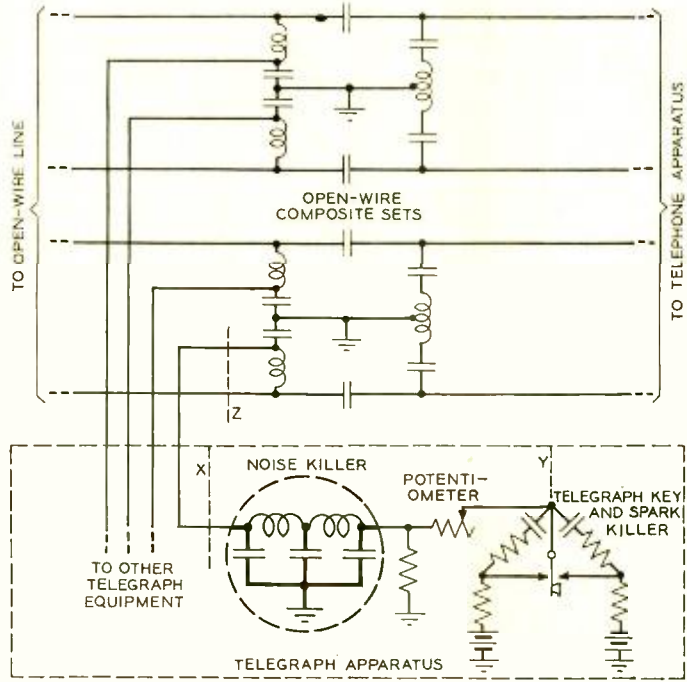 TO OPEN-WIRE LINE
OPEN-WIRE
COMPOSITE SETS
TO TELEPHONE APPARATUS
Z
X
NOISE KILLER
POTENTI-
OMETER
Y
TELEGRAPH KEY
AND SPARK
KILLER
TO OTHER
TELEGRAPH
EQUIPMENT
TELEGRAPH APPARATUS